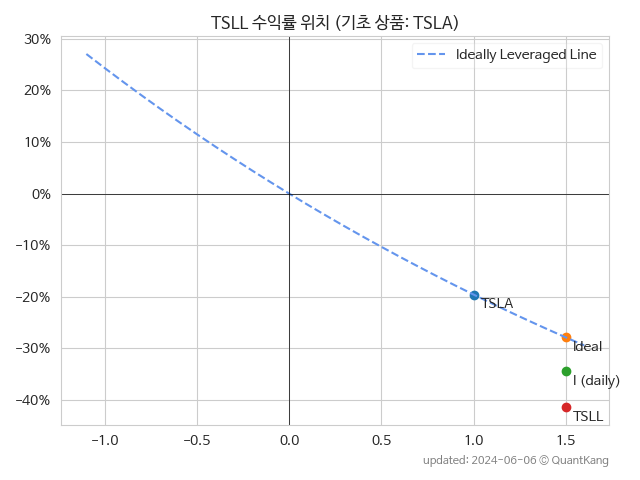 TSLL 수익률 위치 (기초 상품: TSLA)
30%
Ideally Leveraged Line
20%
10%
0%
−10%
−20%
TSLA
−30%
Ideal
I (daily)
−40%
TSLL
−1.0 −0.5 0.0 0.5 1.0 1.5
updated: 2024-06-06 © QuantKang